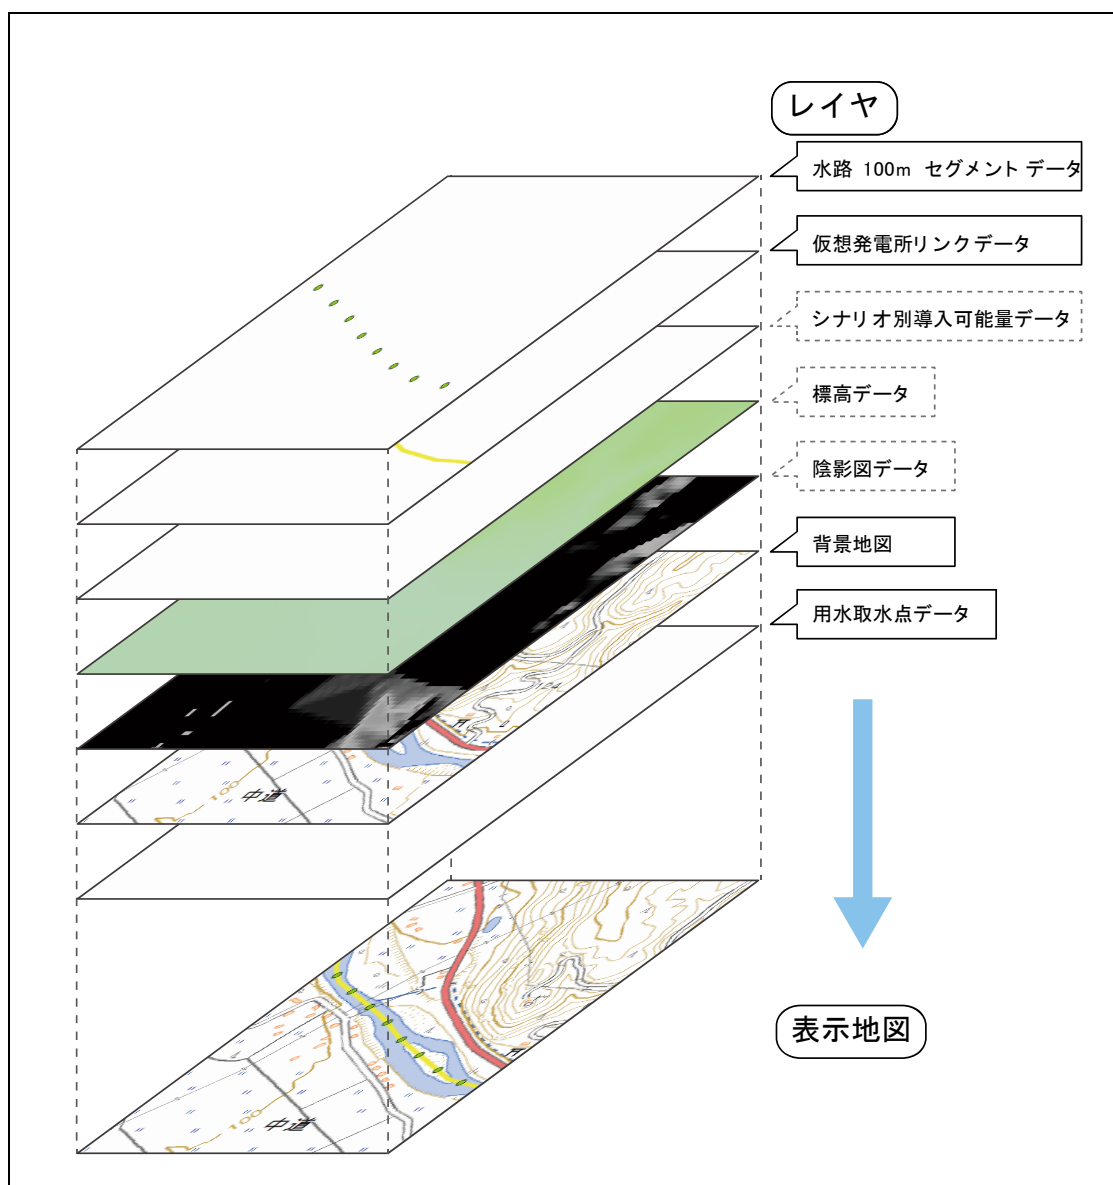 レイヤ
水路 100m セグメントデータ
仮想発電所リンクデータ
シナリオ別導入可能量データ
標高データ
陰影図データ
背景地図
用水取水点データ
124
100
中道
表示地図
100
中道